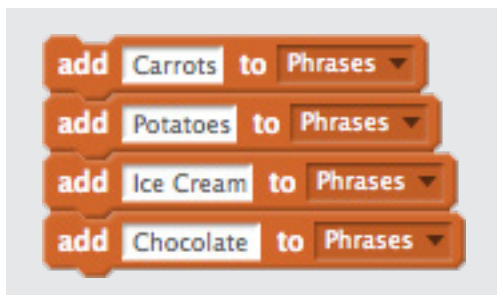 add Carrots to Phrases
add Potatoes to Phrases
add Ice Cream to Phrases
add Chocolate to Phrases